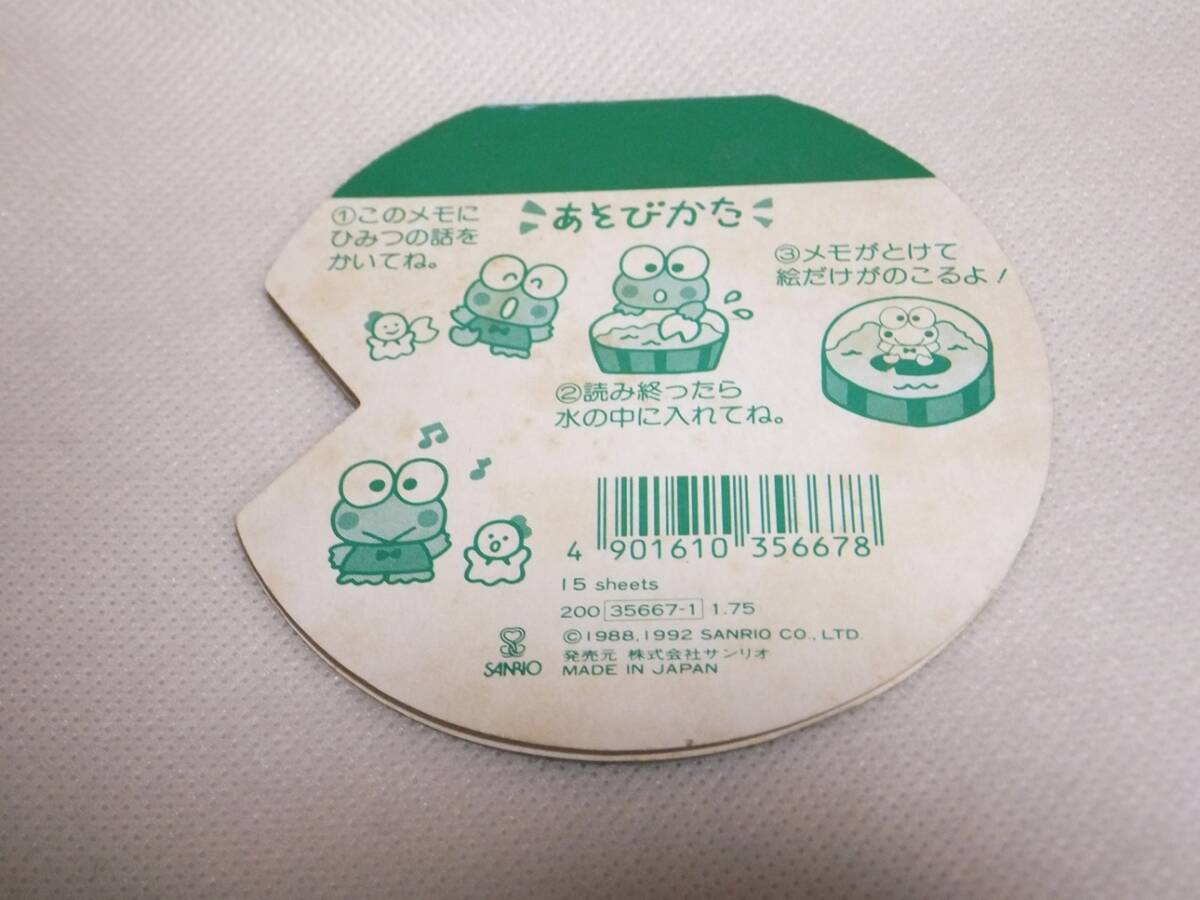 あそびかた
①このメモに
ひみつの話を
かいてね。
②読み終ったら
水の中に入れてね。
③メモがとけて
絵だけがのこるよ！
4 901610 356678
15 sheets
200 35667-1 1.75
©1988,1992 SANRIO CO., LTD.
発売元 株式会社サンリオ
MADE IN JAPAN
SANRIO